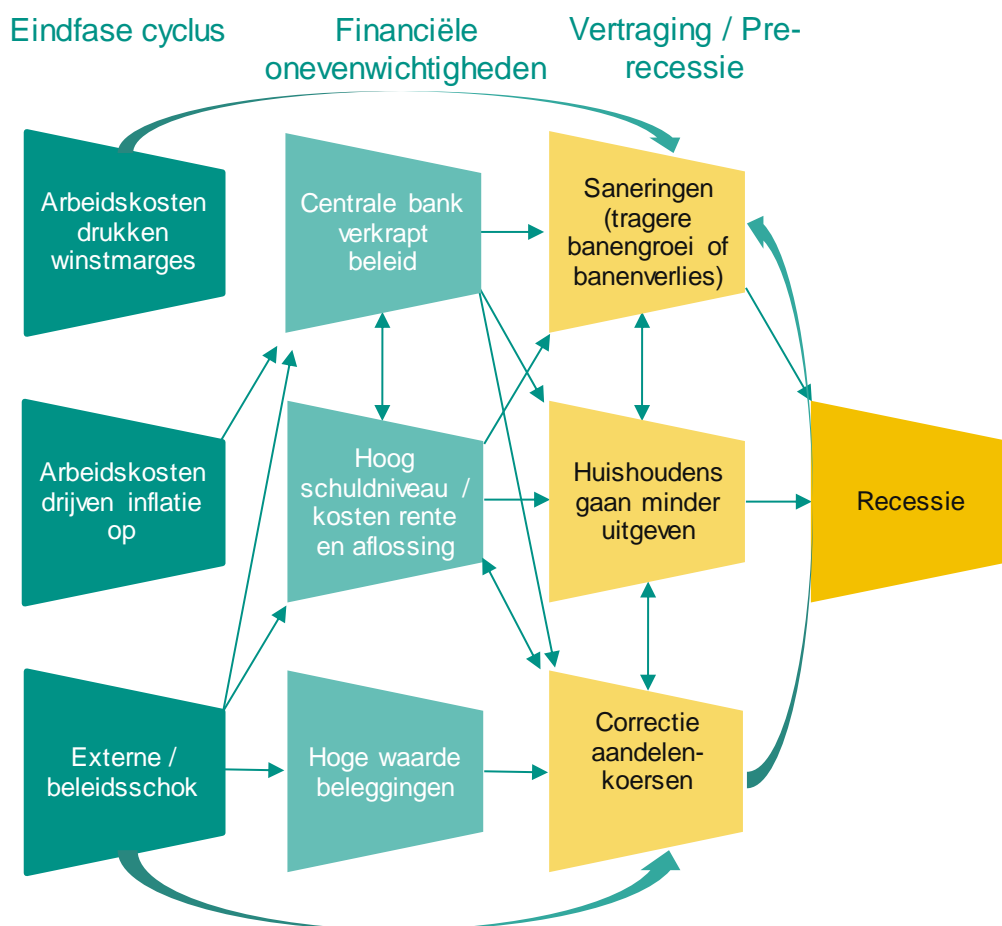 Eindfase cyclus
Financiële
onevenwichtigheden
Vertraging / Pre-
recessie
Arbeidskosten
drukken
winstmarges
Centrale bank
verkrapt
beleid
Saneringen
(tragere
banengroei of
banenverlies)
Arbeidskosten
drijven inflatie
op
Hoog
schuldniveau /
kosten rente
en aflossing
Huishoudens
gaan minder
uitgeven
Recessie
Externe /
beleidsschok
Hoge waarde
beleggingen
Correctie
aandelen-
koersen